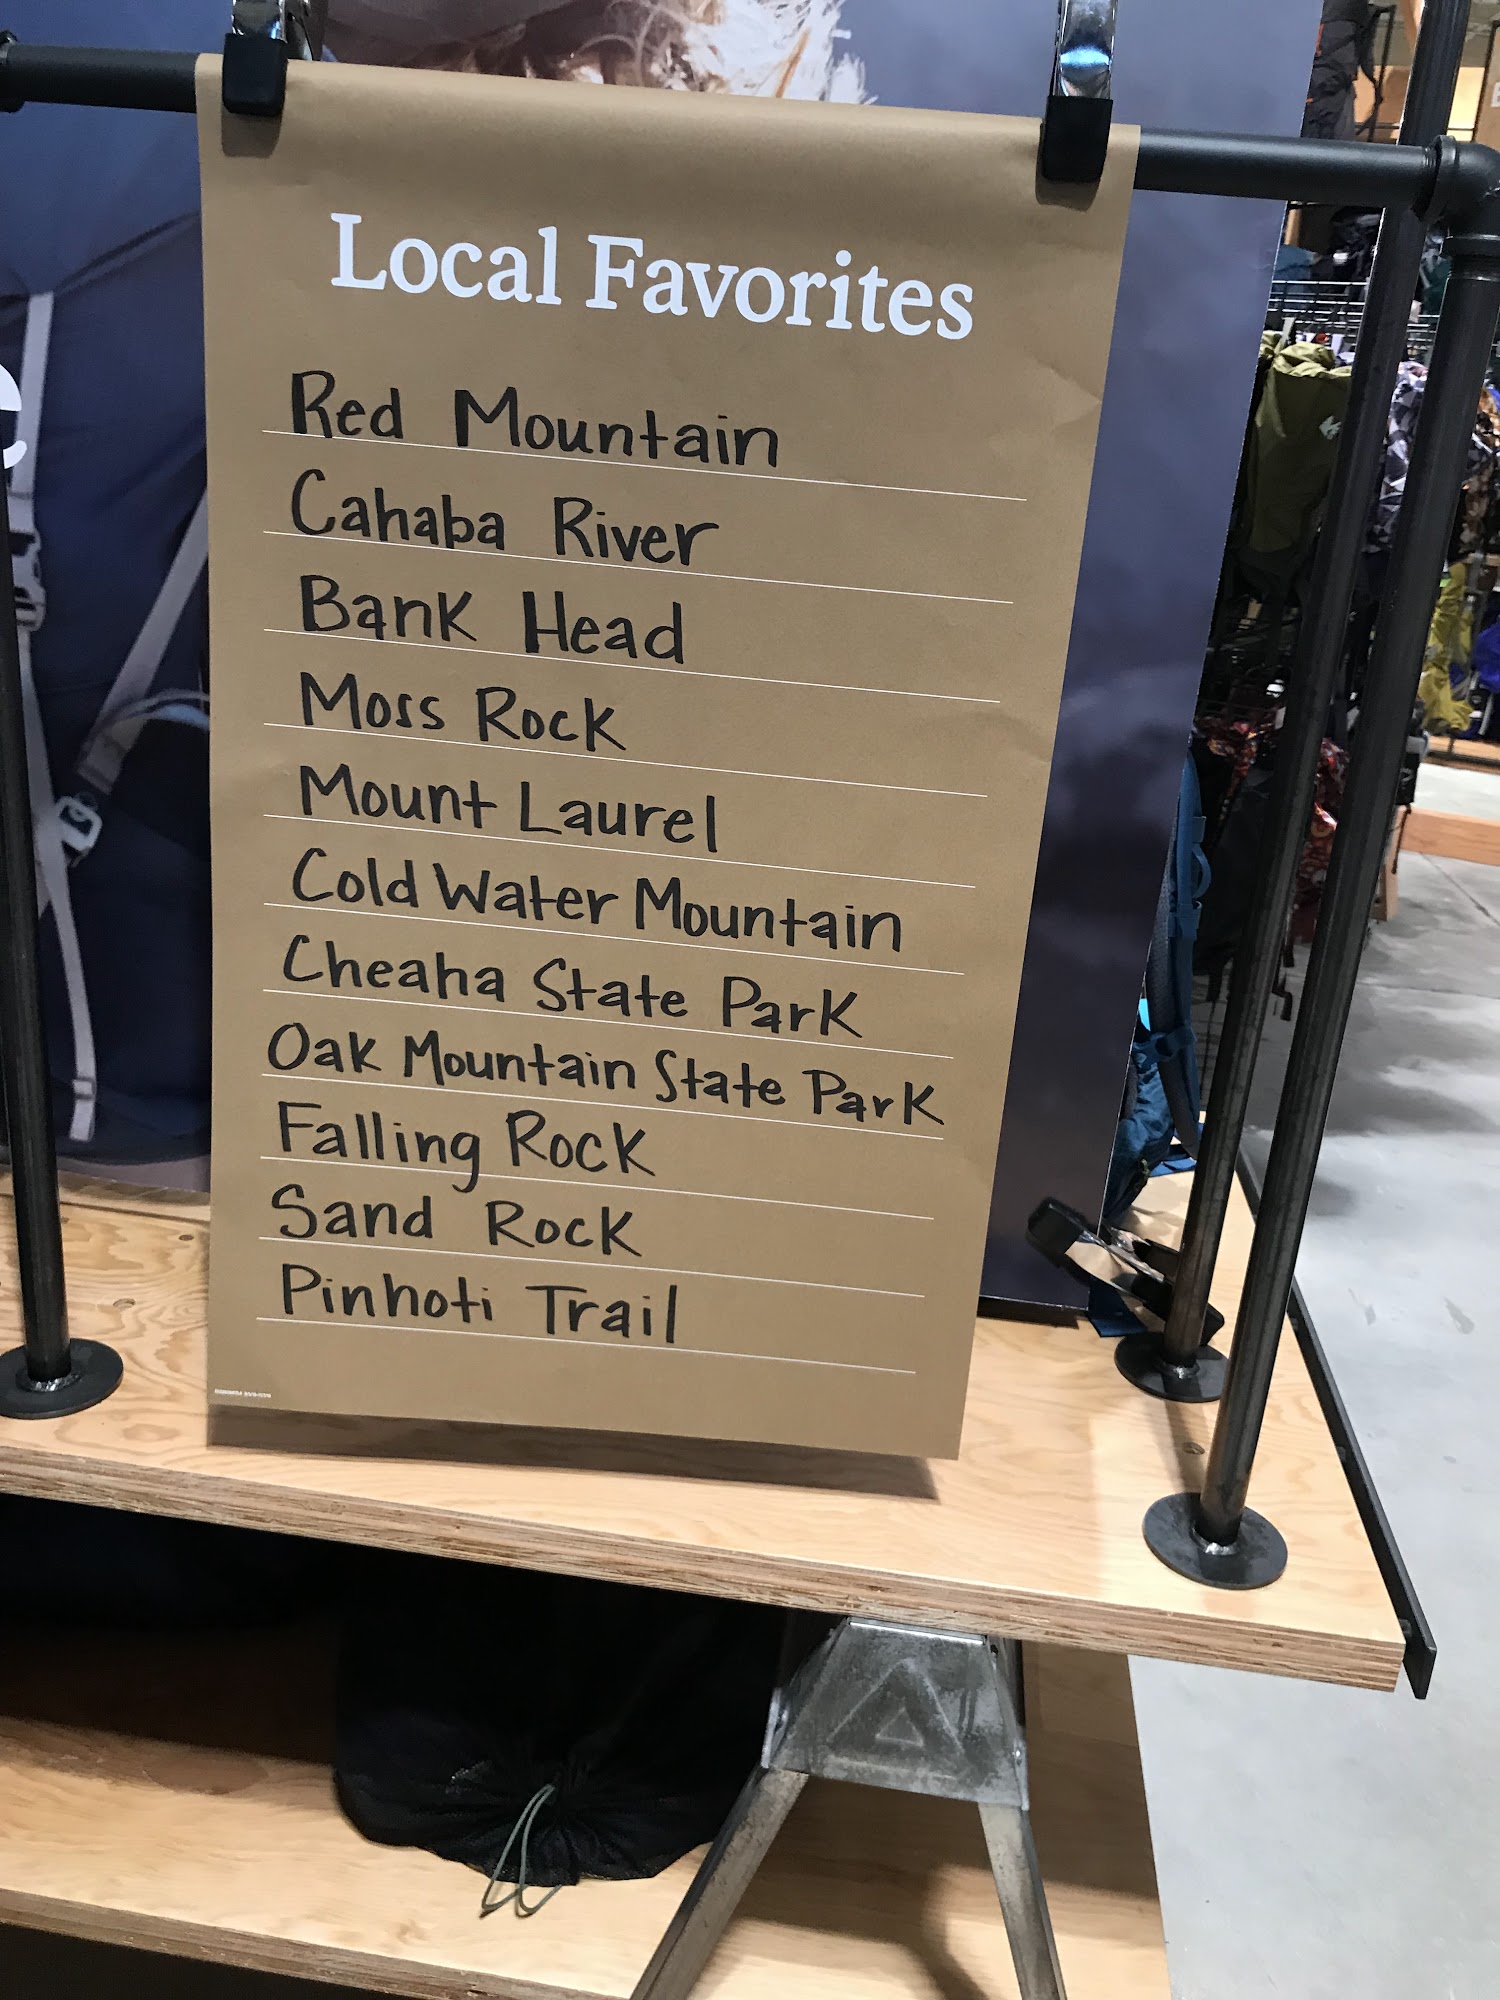 Local Favorites
Red Mountain
Cahaba River
Bank Head
Moss Rock
Mount Laurel
Cold Water Mountain
Cheaha State Park
Oak Mountain State Park
Falling Rock
Sand Rock
Pinhoti Trail